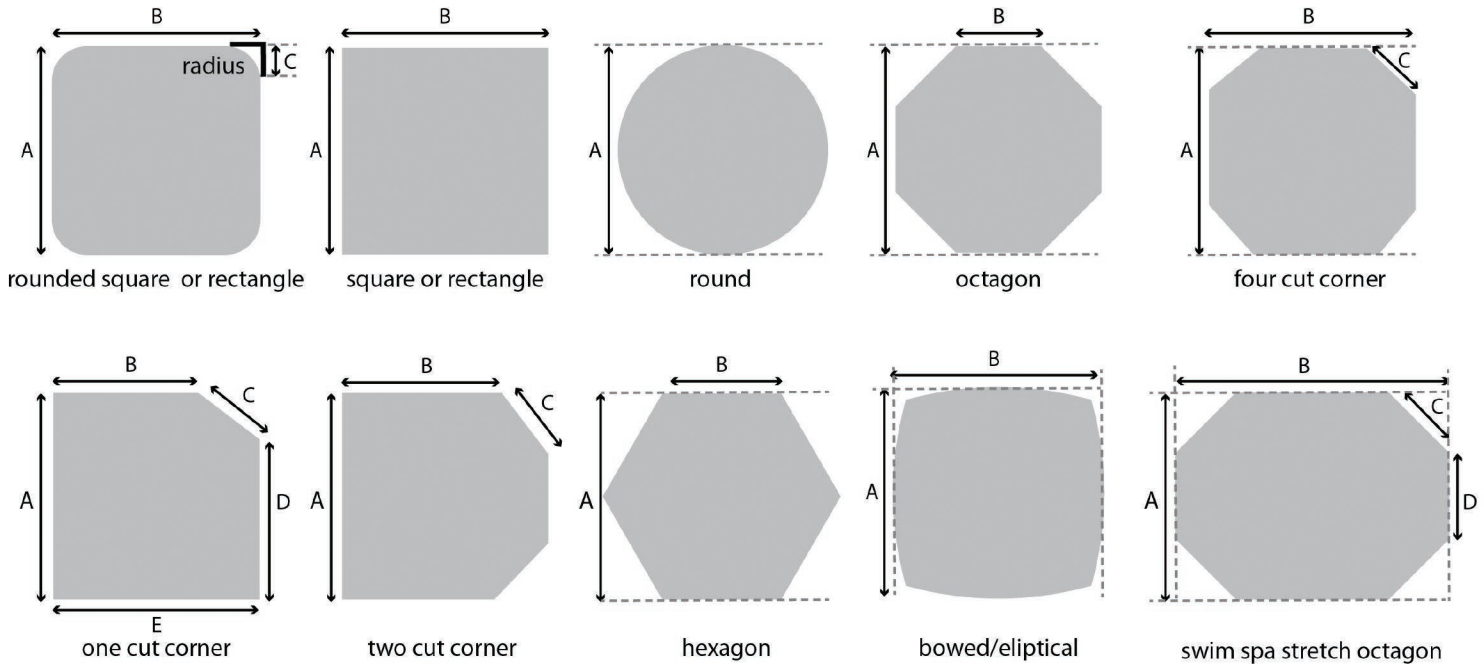 B
A
radius
C
rounded square or rectangle
B
A
square or rectangle
A
round
B
A
octagon
B
A
C
four cut corner
B
A
C
D
E
one cut corner
B
A
C
two cut corner
B
A
hexagon
B
A
bowed/eliptical
B
A
C
D
swim spa stretch octagon